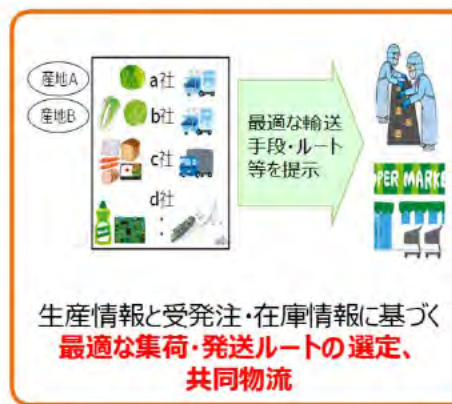 産地A
産地B
a社
b社
c社
d社
:
最適な輸送
手段・ルート
等を提示
PER MARKE
生産情報と受発注・在庫情報に基づく
最適な集荷・発送ルートの選定、
共同物流